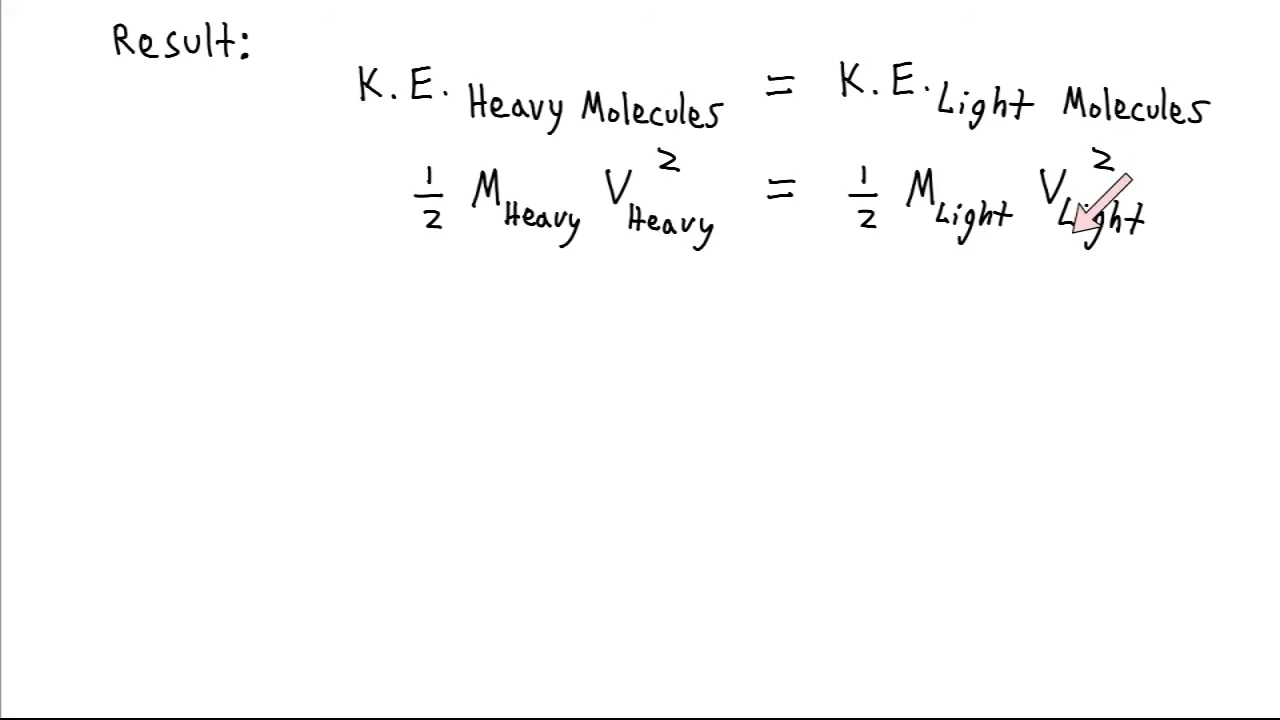 Result:
K.E. Heavy Molecules = K.E. Light Molecules
1/2 M Heavy V Heavy 2 = 1/2 M Light V Light 2